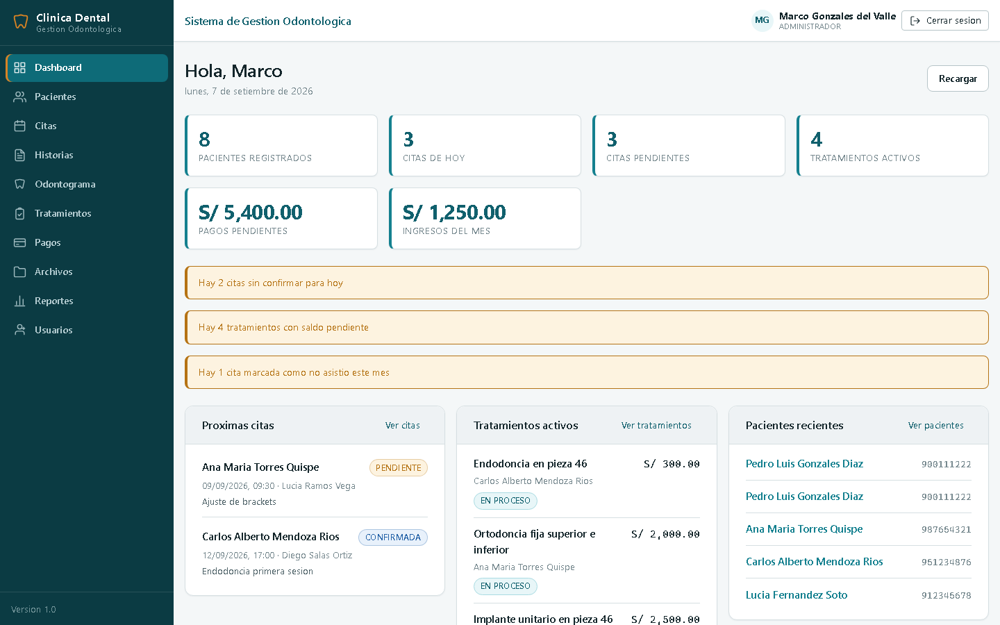 Clinica Dental
Gestion Odontologica
Dashboard
Pacientes
Citas
Historias
Odontograma
Tratamientos
Pagos
Archivos
Reportes
Usuarios
Version 1.0
Sistema de Gestion Odontologica
MG
Marco Gonzales del Valle
ADMINISTRADOR
Cerrar sesion
Hola, Marco
lunes, 7 de setiembre de 2026
Recargar
8
PACIENTES REGISTRADOS
3
CITAS DE HOY
3
CITAS PENDIENTES
4
TRATAMIENTOS ACTIVOS
S/ 5,400.00
PAGOS PENDIENTES
S/ 1,250.00
INGRESOS DEL MES
Hay 2 citas sin confirmar para hoy
Hay 4 tratamientos con saldo pendiente
Hay 1 cita marcada como no asistio este mes
Proximas citas
Ver citas
Ana Maria Torres Quispe
PENDIENTE
09/09/2026, 09:30 · Lucia Ramos Vega
Ajuste de brackets
Carlos Alberto Mendoza Rios
CONFIRMADA
12/09/2026, 17:00 · Diego Salas Ortiz
Endodoncia primera sesion
Tratamientos activos
Ver tratamientos
Endodoncia en pieza 46
S/ 300.00
Carlos Alberto Mendoza Rios
EN PROCESO
Ortodoncia fija superior e
inferior
S/ 2,000.00
Ana Maria Torres Quispe
EN PROCESO
Implante unitario en pieza 46
S/ 2,500.00
Pacientes recientes
Ver pacientes
Pedro Luis Gonzales Diaz
900111222
Pedro Luis Gonzales Diaz
900111222
Ana Maria Torres Quispe
987654321
Carlos Alberto Mendoza Rios
951234876
Lucia Fernandez Soto
912345678